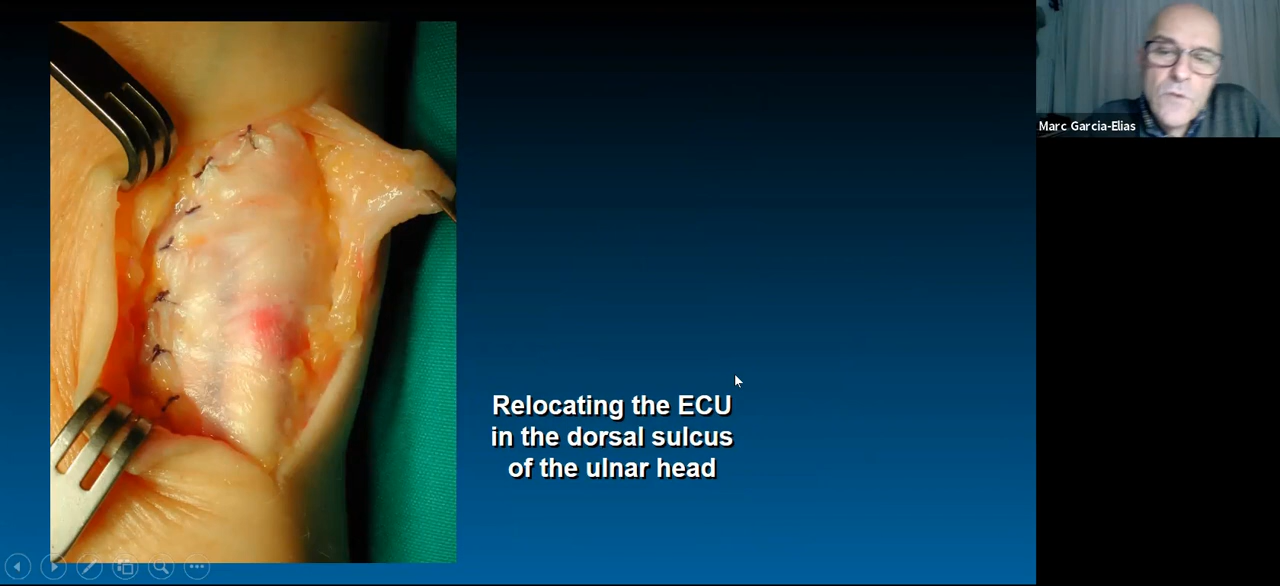 Marc Garcia-Elias
Relocating the ECU
in the dorsal sulcus
of the ulnar head